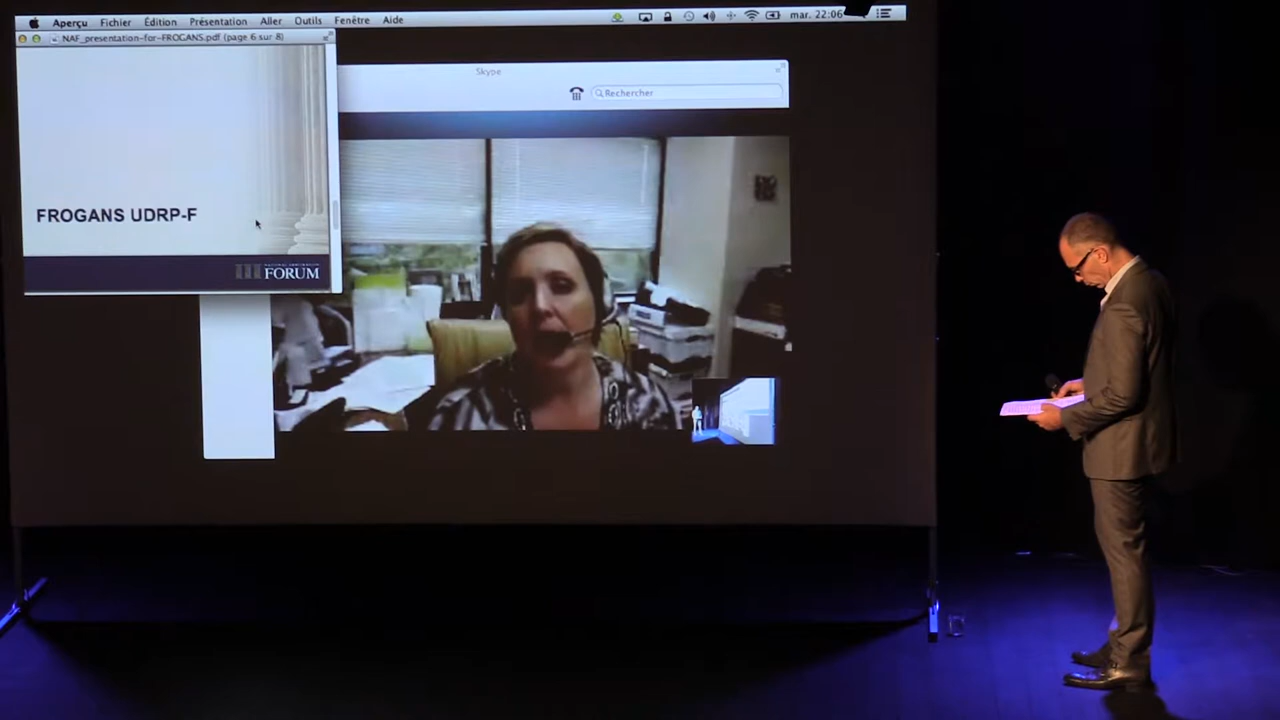 Aperçu Fichier Édition Présentation Aller Outils Fenêtre Aide mar. 22:06
NAF_presentation-for-FROGANS.pdf (page 6 sur 8)
Skype
Rechercher
FROGANS UDRP-F
FORUM